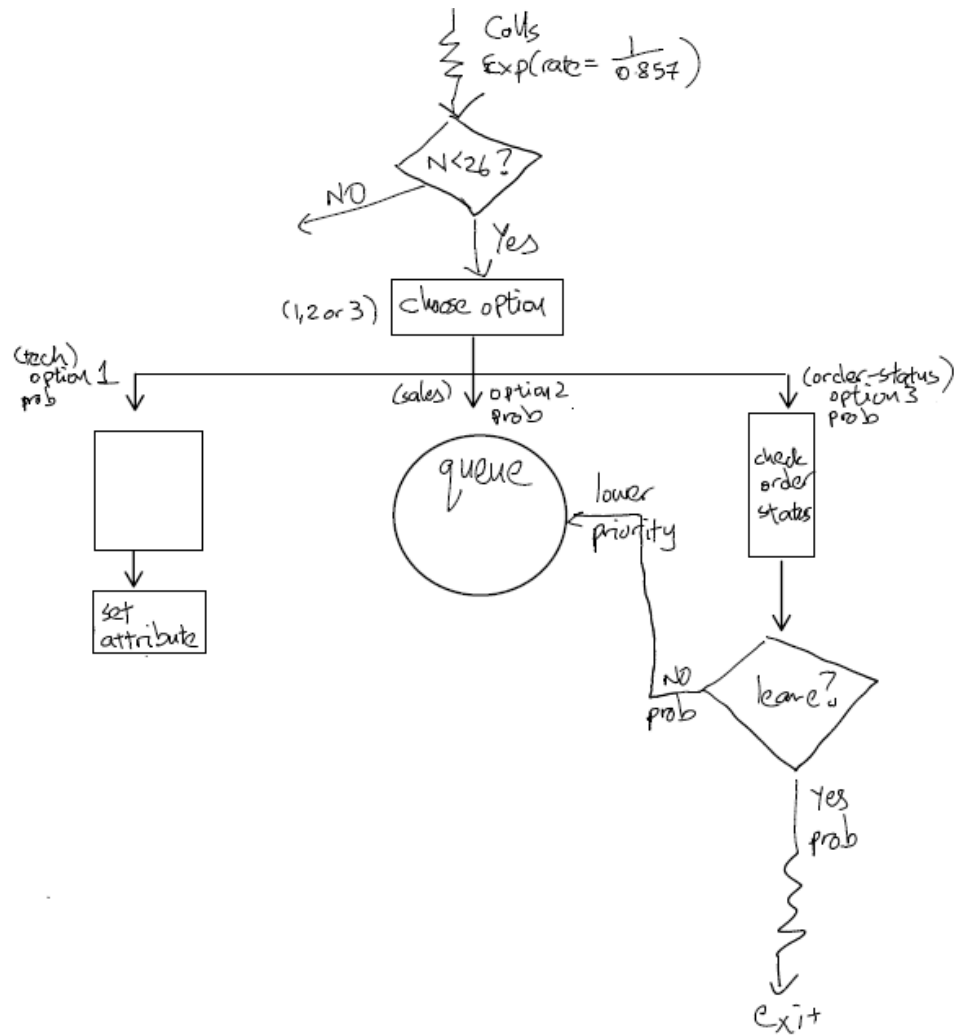 Calls
Exp(rate= 1/0.857)
N<26?
NO
Yes
(1,2 or 3)
choose option
(tech)
option 1
prob
(sales)
option 2
prob
(order-status)
option 3
prob
queue
lower
priority
check
order
status
set
attribute
NO
prob
leave?
Yes
prob
exit